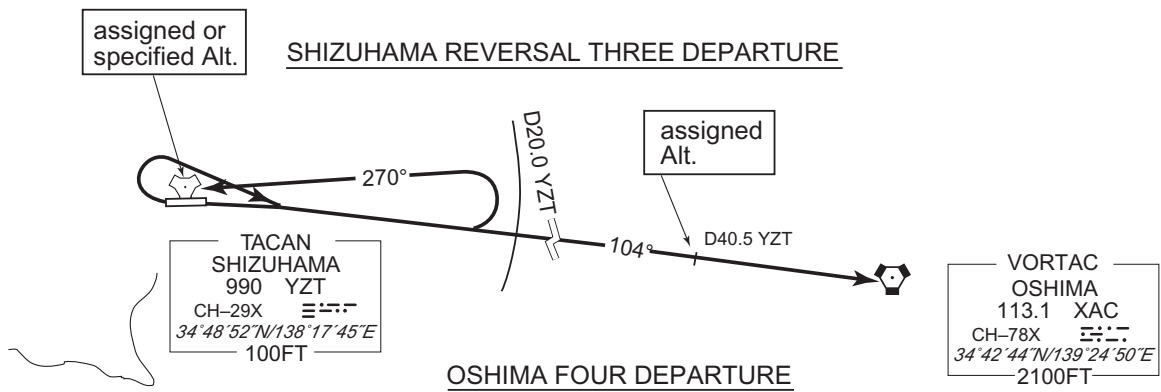 assigned or
specified Alt.
SHIZUHAMA REVERSAL THREE DEPARTURE
D20.0 YZT
assigned
Alt.
270°
104°
D40.5 YZT
TACAN
SHIZUHAMA
990 YZT
CH–29X
34°48´52˝N/138°17´45˝E
100FT
VORTAC
OSHIMA
113.1 XAC
CH–78X
34°42´44˝N/139°24´50˝E
2100FT
OSHIMA FOUR DEPARTURE